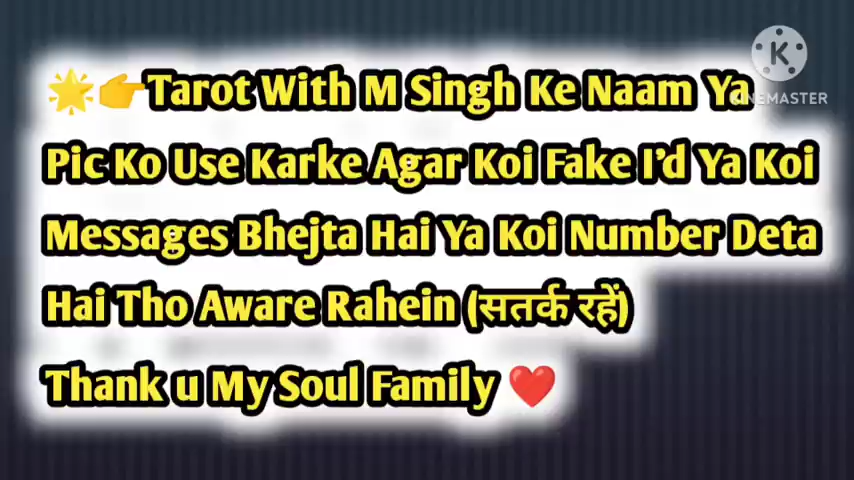 🌟👉Tarot With M Singh Ke Naam Ya
Pic Ko Use Karke Agar Koi Fake I'd Ya Koi
Messages Bhejta Hai Ya Koi Number Deta
Hai Tho Aware Rahein (सतर्क रहें)
Thank u My Soul Family ❤️
K
KINEMASTER